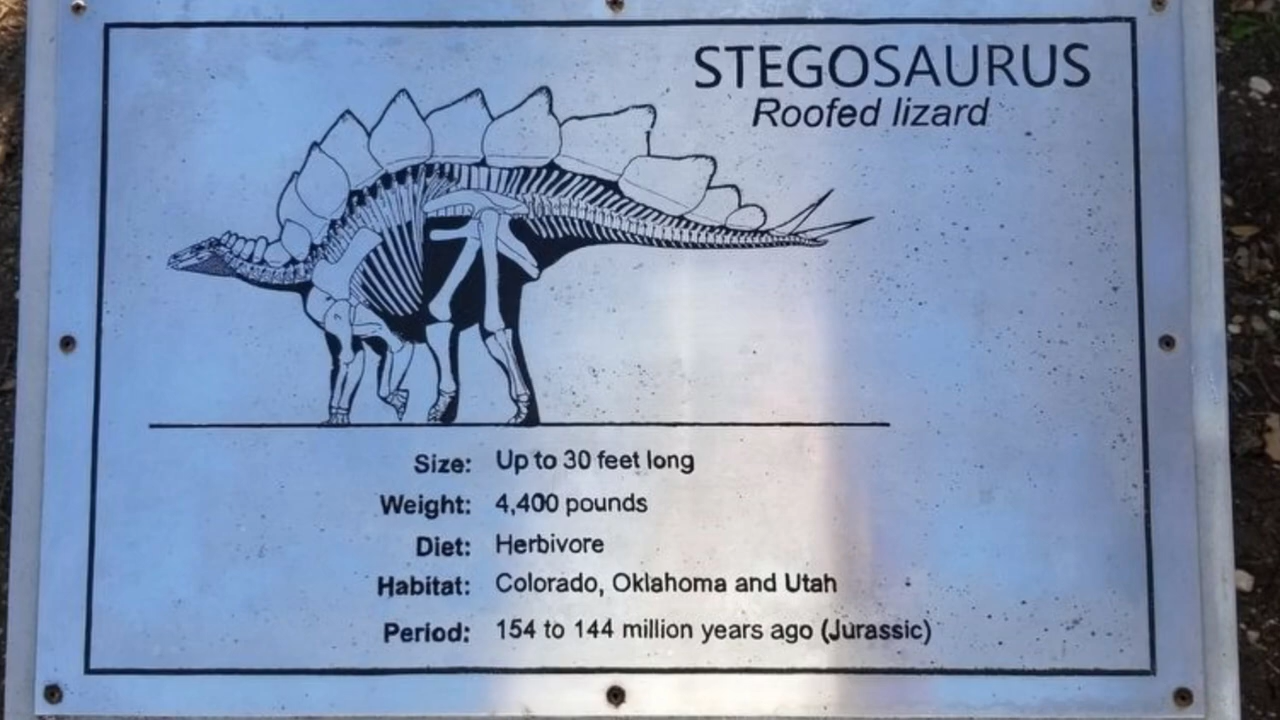 STEGOSAURUS
Roofed lizard
Size: Up to 30 feet long
Weight: 4,400 pounds
Diet: Herbivore
Habitat: Colorado, Oklahoma and Utah
Period: 154 to 144 million years ago (Jurassic)